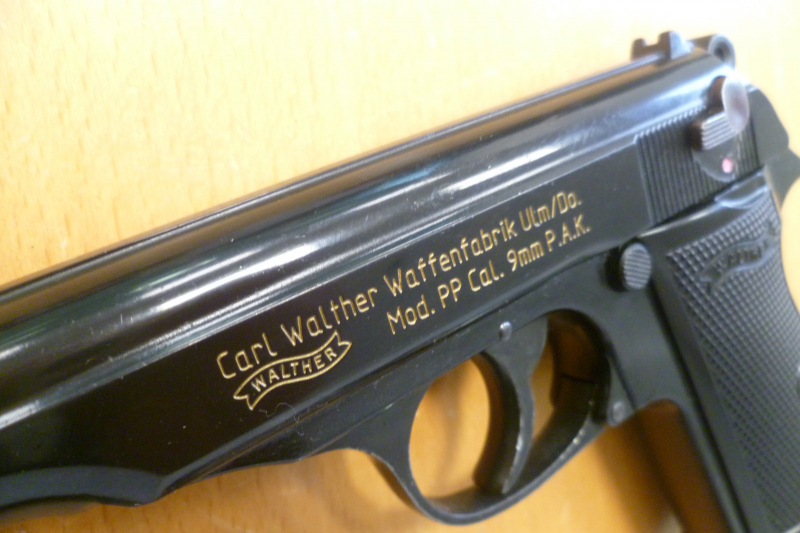 Carl Walther Waffenfabrik Ulm/Do.
WALTHER
Mod. PP Cal. 9mm P.A.K.